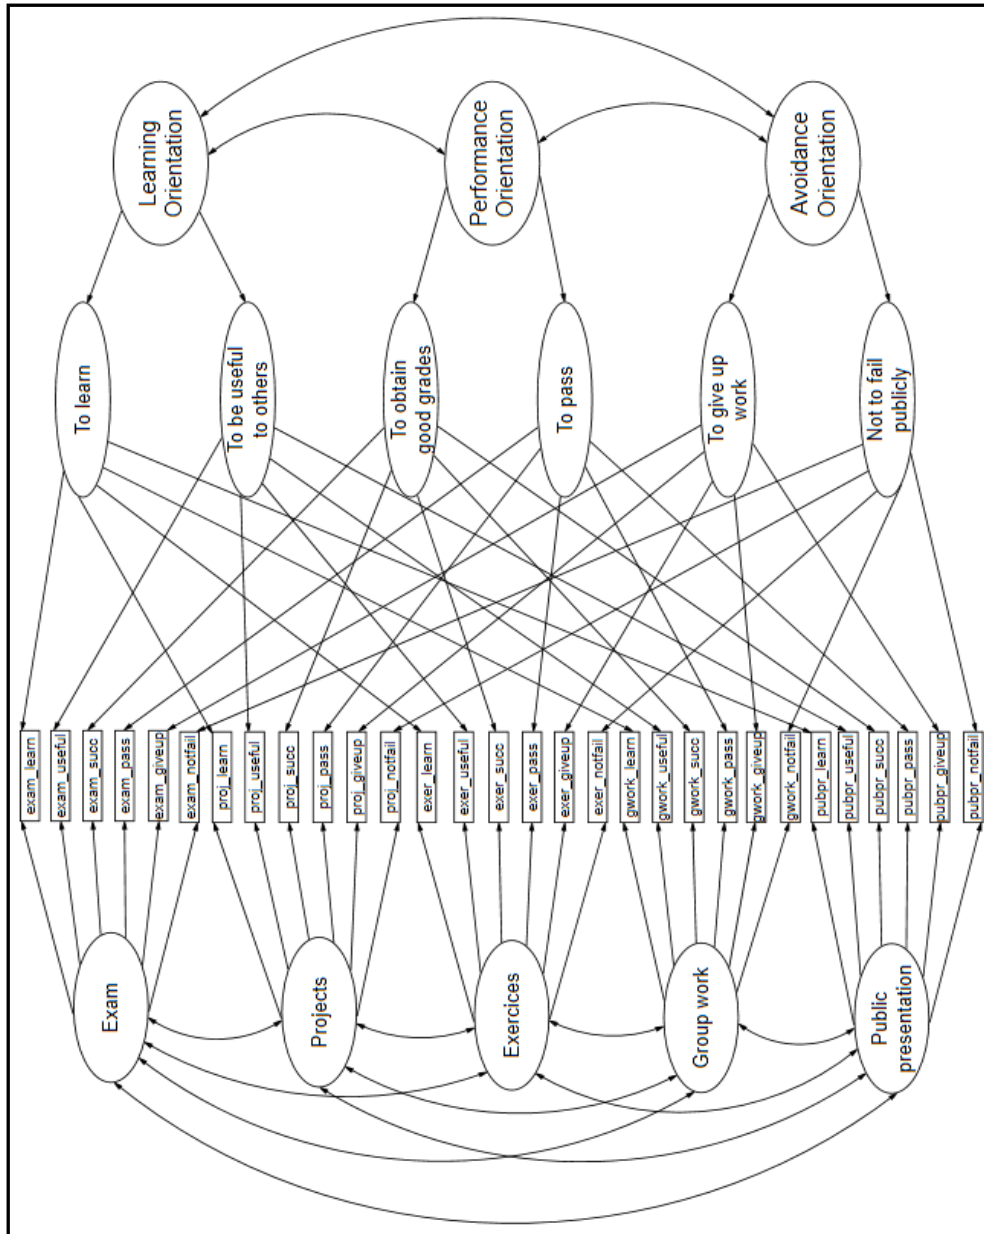 Learning
Orientation
Performance
Orientation
Avoidance
Orientation
To learn
To be useful
to others
To obtain
good grades
To pass
To give up
work
Not to fail
publicly
exam_learn
exam_useful
exam_succ
exam_pass
exam_giveup
exam_notfail
proj_learn
proj_useful
proj_succ
proj_pass
proj_giveup
proj_notfail
exer_learn
exer_useful
exer_succ
exer_pass
exer_giveup
exer_notfail
gwork_learn
gwork_useful
gwork_succ
gwork_pass
gwork_giveup
gwork_notfail
pubpr_learn
pubpr_useful
pubpr_succ
pubpr_pass
pubpr_giveup
pubpr_notfail
Exam
Projects
Exercices
Group work
Public
presentation